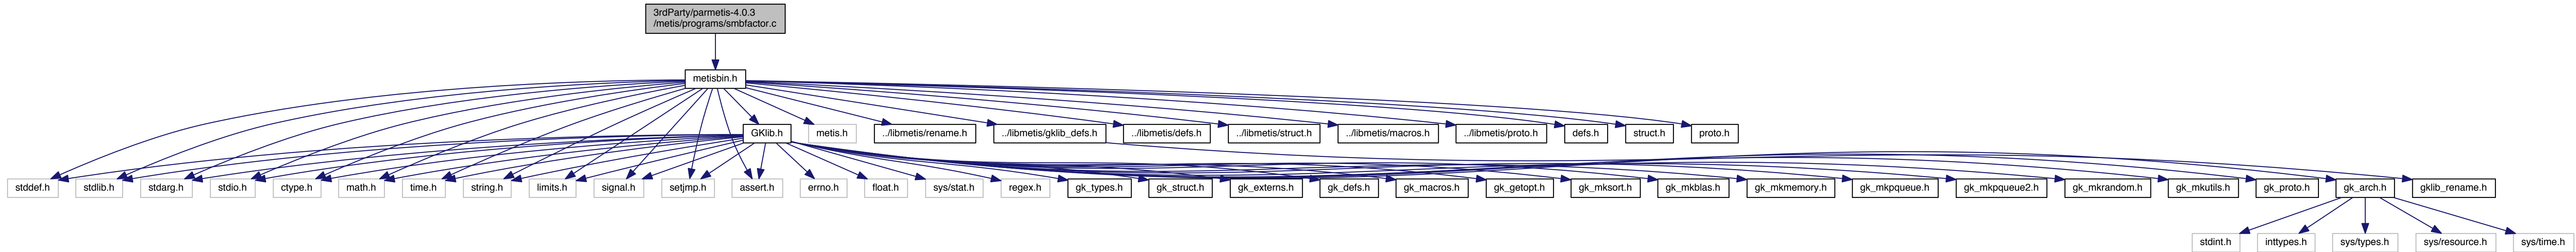 3rdParty/parmetis-4.0.3
/metis/programs/smbfactor.c
metisbin.h
GKlib.h
metis.h
../libmetis/rename.h
../libmetis/gklib_defs.h
../libmetis/defs.h
../libmetis/struct.h
../libmetis/macros.h
../libmetis/proto.h
defs.h
struct.h
proto.h
stddef.h
stdlib.h
stdarg.h
stdio.h
ctype.h
math.h
time.h
string.h
limits.h
signal.h
setjmp.h
assert.h
errno.h
float.h
sys/stat.h
regex.h
gk_types.h
gk_struct.h
gk_externs.h
gk_defs.h
gk_macros.h
gk_getopt.h
gk_mksort.h
gk_mkblas.h
gk_mkmemory.h
gk_mkpqueue.h
gk_mkpqueue2.h
gk_mkrandom.h
gk_mkutils.h
gk_proto.h
gk_arch.h
gklib_rename.h
stdint.h
inttypes.h
sys/types.h
sys/resource.h
sys/time.h